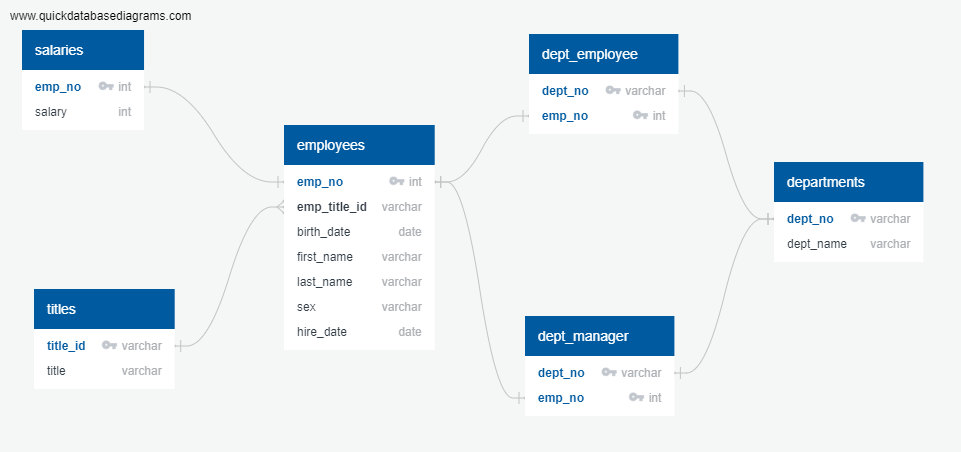 www.quickdatabasediagrams.com
salaries
emp_no int
salary int
employees
emp_no int
emp_title_id varchar
birth_date date
first_name varchar
last_name varchar
sex varchar
hire_date date
titles
title_id varchar
title varchar
dept_employee
dept_no varchar
emp_no int
departments
dept_no varchar
dept_name varchar
dept_manager
dept_no varchar
emp_no int